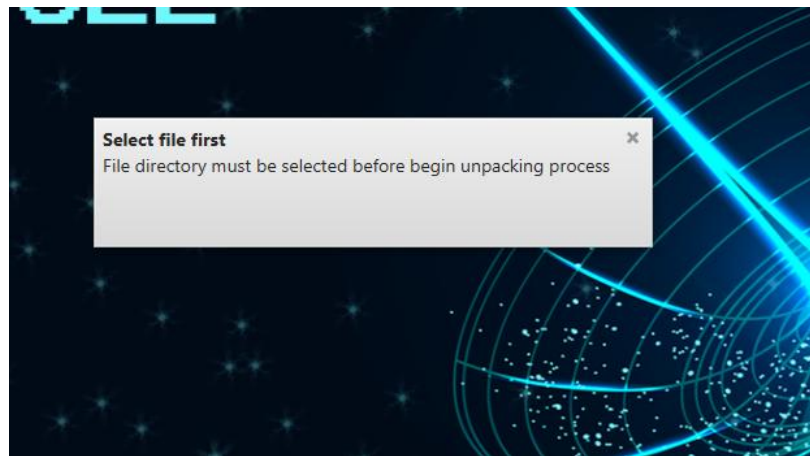 Select file first
File directory must be selected before begin unpacking process